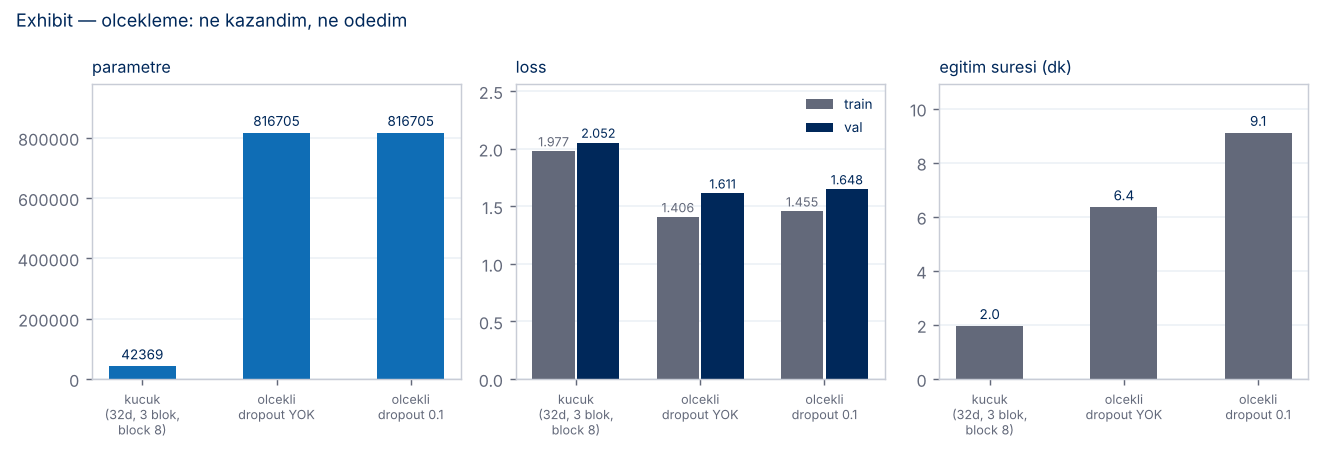 Exhibit — olcekleme: ne kazandim, ne odedim
parametre
800000
600000
400000
200000
0
42369
816705
816705
kucuk
(32d, 3 blok,
block 8)
olcekli
dropout YOK
olcekli
dropout 0.1
loss
2.5
2.0
1.5
1.0
0.5
0.0
train
val
1.977
2.052
1.406
1.611
1.455
1.648
kucuk
(32d, 3 blok,
block 8)
olcekli
dropout YOK
olcekli
dropout 0.1
egitim suresi (dk)
10
8
6
4
2
0
2.0
6.4
9.1
kucuk
(32d, 3 blok,
block 8)
olcekli
dropout YOK
olcekli
dropout 0.1